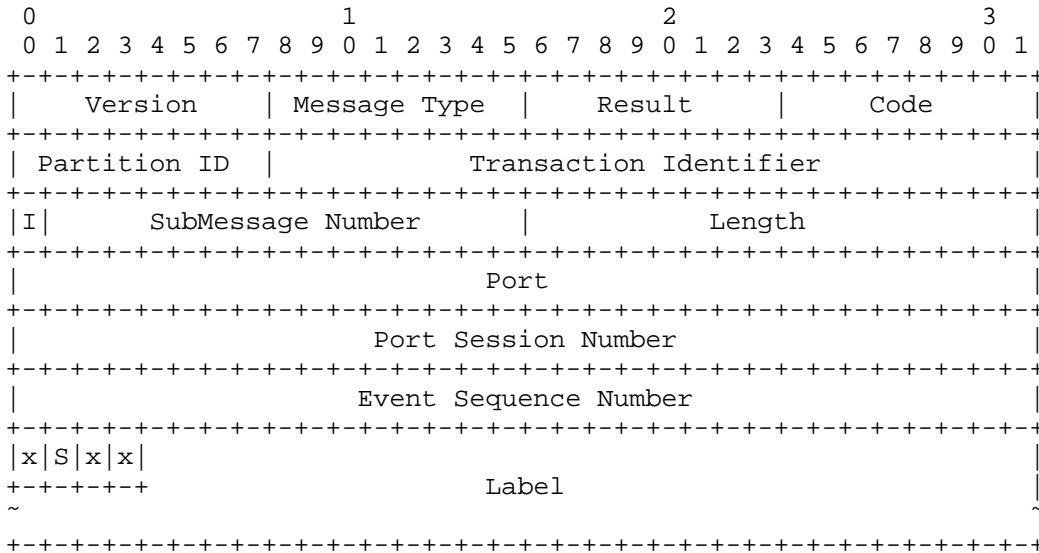 0                   1                   2                   3
 0 1 2 3 4 5 6 7 8 9 0 1 2 3 4 5 6 7 8 9 0 1 2 3 4 5 6 7 8 9 0 1
+-+-+-+-+-+-+-+-+-+-+-+-+-+-+-+-+-+-+-+-+-+-+-+-+-+-+-+-+-+-+-+-+
|    Version    | Message Type  |    Result     |     Code      |
+-+-+-+-+-+-+-+-+-+-+-+-+-+-+-+-+-+-+-+-+-+-+-+-+-+-+-+-+-+-+-+-+
| Partition ID  |            Transaction Identifier             |
+-+-+-+-+-+-+-+-+-+-+-+-+-+-+-+-+-+-+-+-+-+-+-+-+-+-+-+-+-+-+-+-+
|I|      SubMessage Number      |           Length              |
+-+-+-+-+-+-+-+-+-+-+-+-+-+-+-+-+-+-+-+-+-+-+-+-+-+-+-+-+-+-+-+-+
|                             Port                              |
+-+-+-+-+-+-+-+-+-+-+-+-+-+-+-+-+-+-+-+-+-+-+-+-+-+-+-+-+-+-+-+-+
|                      Port Session Number                      |
+-+-+-+-+-+-+-+-+-+-+-+-+-+-+-+-+-+-+-+-+-+-+-+-+-+-+-+-+-+-+-+-+
|                     Event Sequence Number                     |
+-+-+-+-+-+-+-+-+-+-+-+-+-+-+-+-+-+-+-+-+-+-+-+-+-+-+-+-+-+-+-+-+
|x|S|x|x|                                                       |
+-+-+-+-+                     Label                             |
~                                                               ~
+-+-+-+-+-+-+-+-+-+-+-+-+-+-+-+-+-+-+-+-+-+-+-+-+-+-+-+-+-+-+-+-+